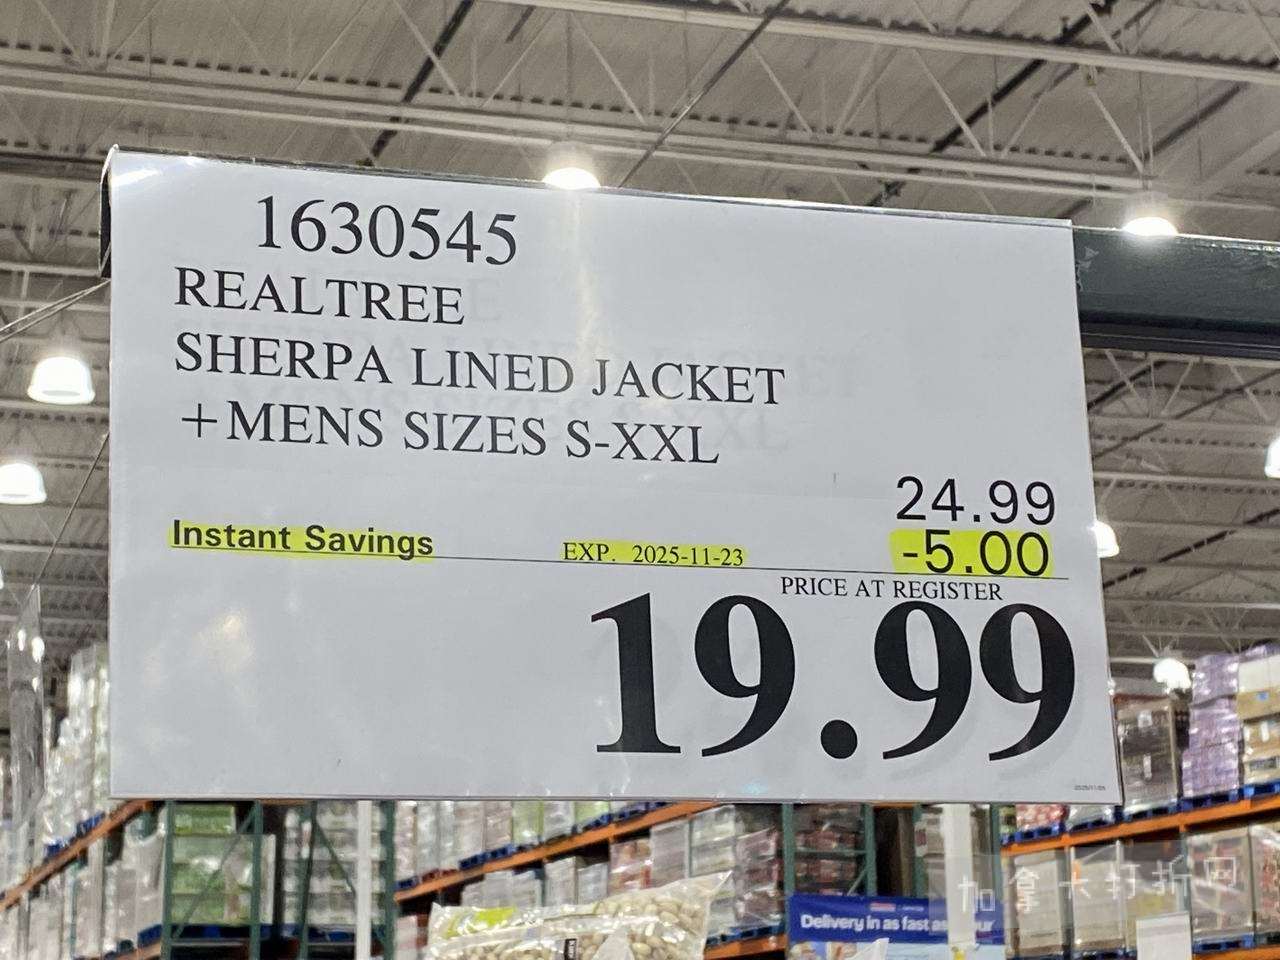 1630545
REALTREE
SHERPA LINED JACKET
+MENS SIZES S-XXL
24.99
Instant Savings EXP. 2025-11-23 -5.00
PRICE AT REGISTER
19.99
Delivery in as fast as hour
加拿大打折网